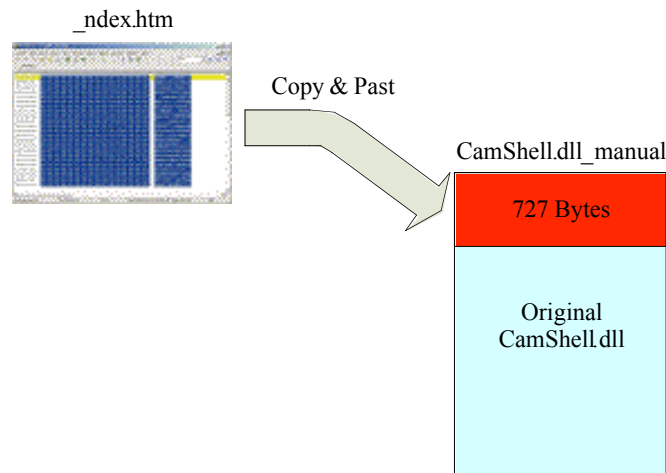 _ndex.htm
Copy & Past
CamShell.dll_manual
727 Bytes
Original
CamShell.dll